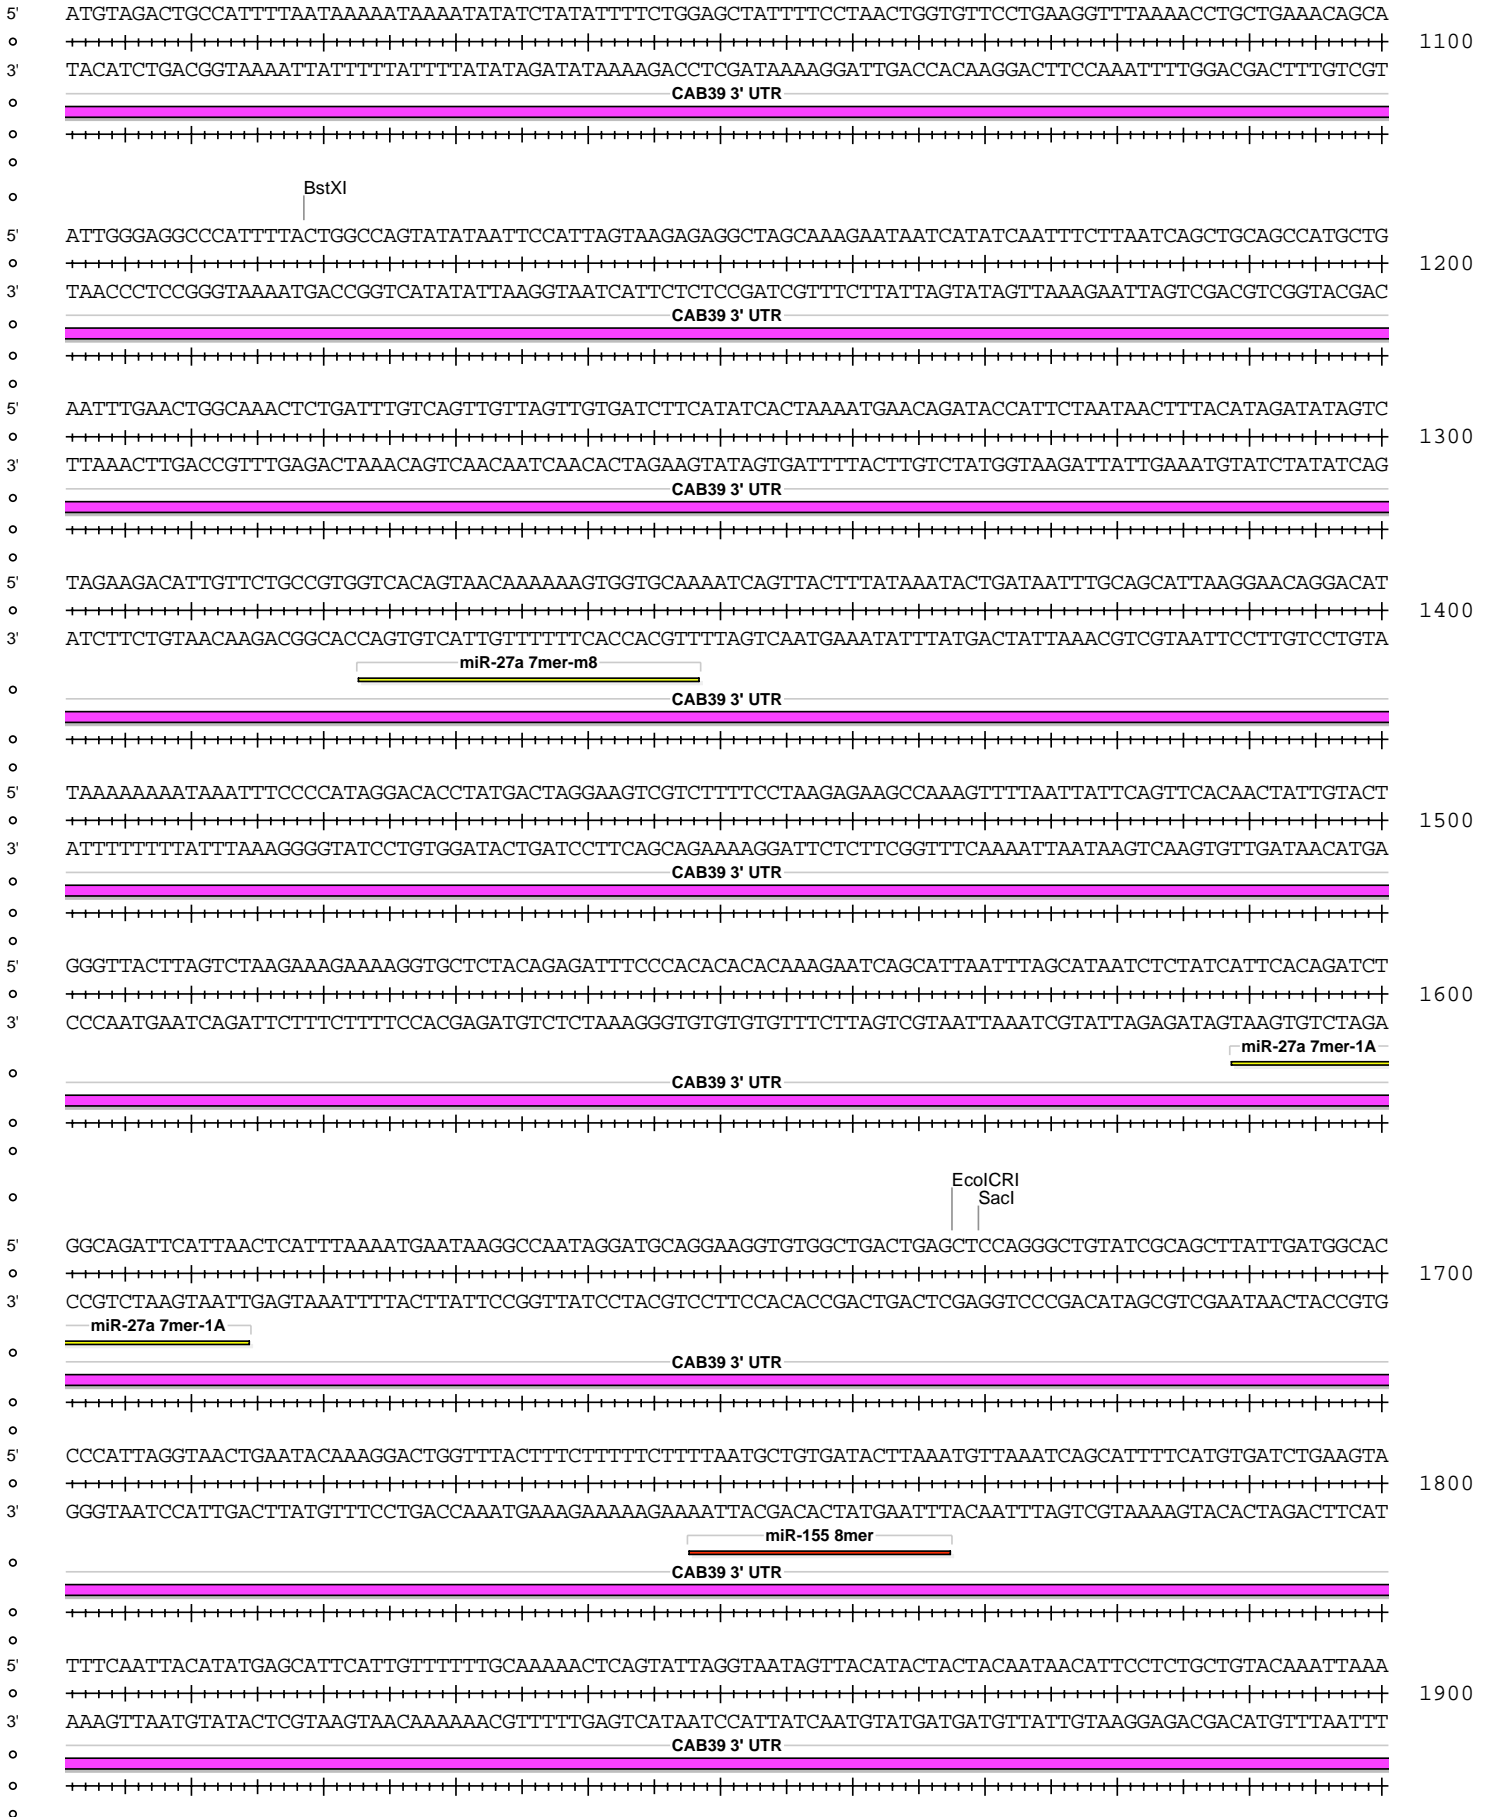 5' ATGTAGACTGCCATTTTAATAAAAATAAAATATATCTATATTTTCTGGAGCTATTTTCCTAACTGGTGTTCCTGAAGGTTTAAAACCTGCTGAAACAGCA
1100
3' TACATCTGACGGTAAAATTATTTTTATTTTATATAGATATAAAAGACCTCGATAAAAGGATTGACCACAAGGACTTCCAAATTTTGGACGACTTTGTCGT
CAB39 3' UTR
BstXI
5' ATTGGGAGGCCCATTTTACTGGCCAGTATATAATTCCATTAGTAAGAGAGGCTAGCAAAGAATAATCATATCAATTTCTTAATCAGCTGCAGCCATGCTG
1200
3' TAACCCTCCGGGTAAAATGACCGGTCATATATTAAGGTAATCATTCTCTCCGATCGTTTCTTATTAGTATAGTTAAAGAATTAGTCGACGTCGGTACGAC
CAB39 3' UTR
5' AATTTGAACTGGCAAACTCTGATTTGTCAGTTGTTAGTTGTGATCTTCATATCACTAAAATGAACAGATACCATTCTAATAACTTTACATAGATATAGTC
1300
3' TTAAACTTGACCGTTTGAGACTAAACAGTCAACAATCAACACTAGAAGTATAGTGATTTTACTTGTCTATGGTAAGATTATTGAAATGTATCTATATCAG
CAB39 3' UTR
5' TAGAAGACATTGTTCTGCCGTGGTCACAGTAACAAAAAAGTGGTGCAAAATCAGTTACTTTATAAATACTGATAATTTGCAGCATTAAGGAACAGGACAT
1400
3' ATCTTCTGTAACAAGACGGCACCAGTGTCATTGTTTTTTCACCACGTTTTAGTCAATGAAATATTTATGACTATTAAACGTCGTAATTCCTTGTCCTGTA
miR-27a 7mer-m8
CAB39 3' UTR
5' TAAAAAAAATAAATTTCCCCATAGGACACCTATGACTAGGAAGTCGTCTTTTCCTAAGAGAAGCCAAAGTTTTAATTATTCAGTTCACAACTATTGTACT
1500
3' ATTTTTTTTATTTAAAGGGGTATCCTGTGGATACTGATCCTTCAGCAGAAAAGGATTCTCTTCGGTTTCAAAATTAATAAGTCAAGTGTTGATAACATGA
CAB39 3' UTR
5' GGGTTACTTAGTCTAAGAAAGAAAAGGTGCTCTACAGAGATTTCCCACACACACAAAGAATCAGCATTAATTTAGCATAATCTCTATCATTCACAGATCT
1600
3' CCCAATGAATCAGATTCTTTCTTTTCCACGAGATGTCTCTAAAGGGTGTGTGTGTTTCTTAGTCGTAATTAAATCGTATTAGAGATAGTAAGTGTCTAGA
miR-27a 7mer-1A
CAB39 3' UTR
EcoICRI
SacI
5' GGCAGATTCATTAACTCATTTAAAATGAATAAGGCCAATAGGATGCAGGAAGGTGTGGCTGACTGAGCTCCAGGGCTGTATCGCAGCTTATTGATGGCAC
1700
3' CCGTCTAAGTAATTGAGTAAATTTTACTTATTCCGGTTATCCTACGTCCTTCCACACCGACTGACTCGAGGTCCCGACATAGCGTCGAATAACTACCGTG
miR-27a 7mer-1A
CAB39 3' UTR
5' CCCATTAGGTAACTGAATACAAAGGACTGGTTTACTTTCTTTTTCTTTTAATGCTGTGATACTTAAATGTTAAATCAGCATTTTCATGTGATCTGAAGTA
1800
3' GGGTAATCCATTGACTTATGTTTCCTGACCAAATGAAAGAAAAAGAAAATTACGACACTATGAATTTACAATTTAGTCGTAAAAGTACACTAGACTTCAT
miR-155 8mer
CAB39 3' UTR
5' TTTCAATTACATATGAGCATTCATTGTTTTTTGCAAAAACTCAGTATTAGGTAATAGTTACATACTACTACAATAACATTCCTCTGCTGTACAAATTAAA
1900
3' AAAGTTAATGTATACTCGTAAGTAACAAAAAACGTTTTTGAGTCATAATCCATTATCAATGTATGATGATGTTATTGTAAGGAGACGACATGTTTAATTT
CAB39 3' UTR